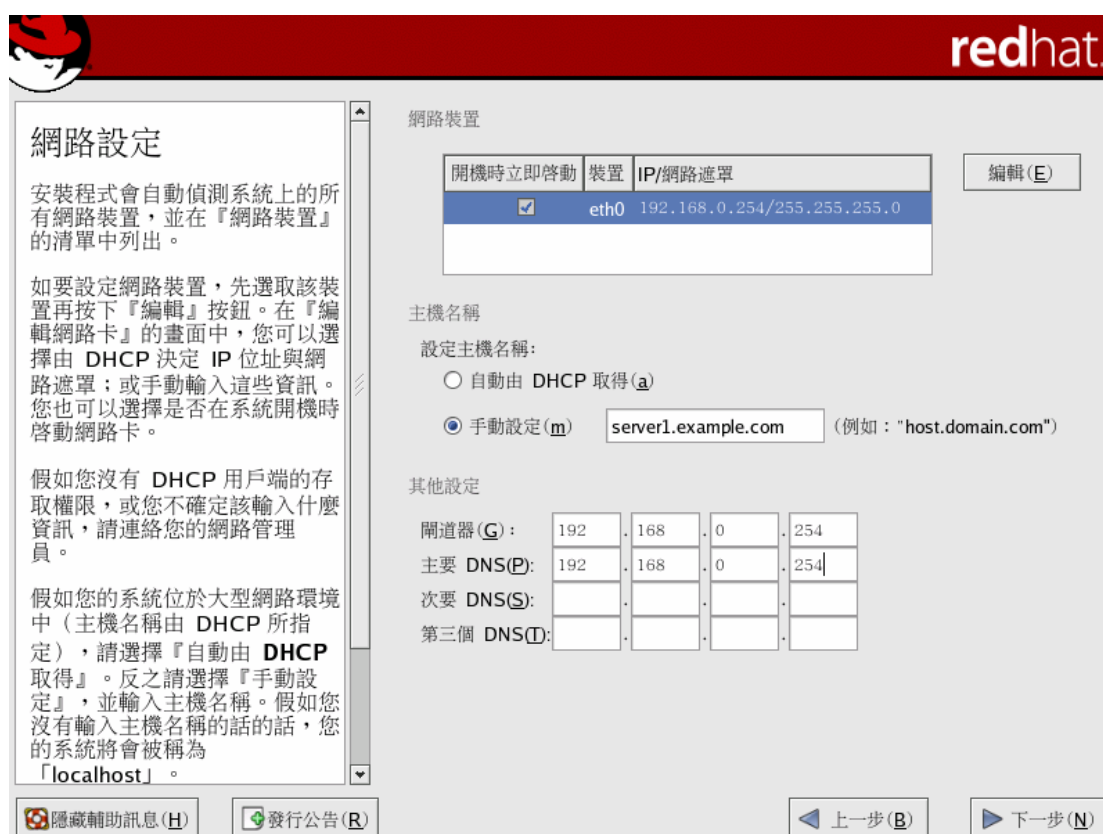 redhat.
網路設定
安裝程式會自動偵測系統上的所
有網路裝置，並在『網路裝置』
的清單中列出。
如要設定網路裝置，先選取該裝
置再按下『編輯』按鈕。在『編
輯網路卡』的畫面中，您可以選
擇由 DHCP 決定 IP 位址與網
路遮罩；或手動輸入這些資訊。
您也可以選擇是否在系統開機時
啓動網路卡。
假如您沒有 DHCP 用戶端的存
取權限，或您不確定該輸入什麼
資訊，請連絡您的網路管理
員。
假如您的系統位於大型網路環境
中（主機名稱由 DHCP 所指
定），請選擇『自動由 DHCP
取得』。反之請選擇『手動設
定』，並輸入主機名稱。假如您
沒有輸入主機名稱的話的話，您
的系統將會被稱為
「localhost」。
網路裝置
開機時立即啓動 裝置 IP/網路遮罩
eth0 192.168.0.254/255.255.255.0
編輯(E)
主機名稱
設定主機名稱:
自動由 DHCP 取得(a)
手動設定(m) server1.example.com (例如："host.domain.com")
其他設定
閘道器(G): 192 . 168 . 0 . 254
主要 DNS(P): 192 . 168 . 0 . 254
次要 DNS(S): . . .
第三個 DNS(T): . . .
隱藏輔助訊息(H) 發行公告(R) 上一步(B) 下一步(N)